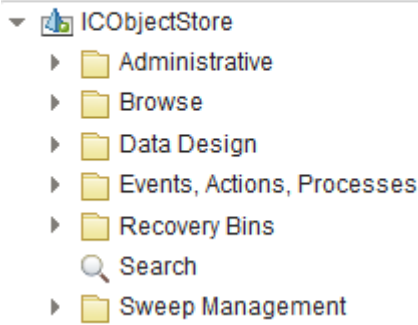 ICObjectStore
Administrative
Browse
Data Design
Events, Actions, Processes
Recovery Bins
Search
Sweep Management